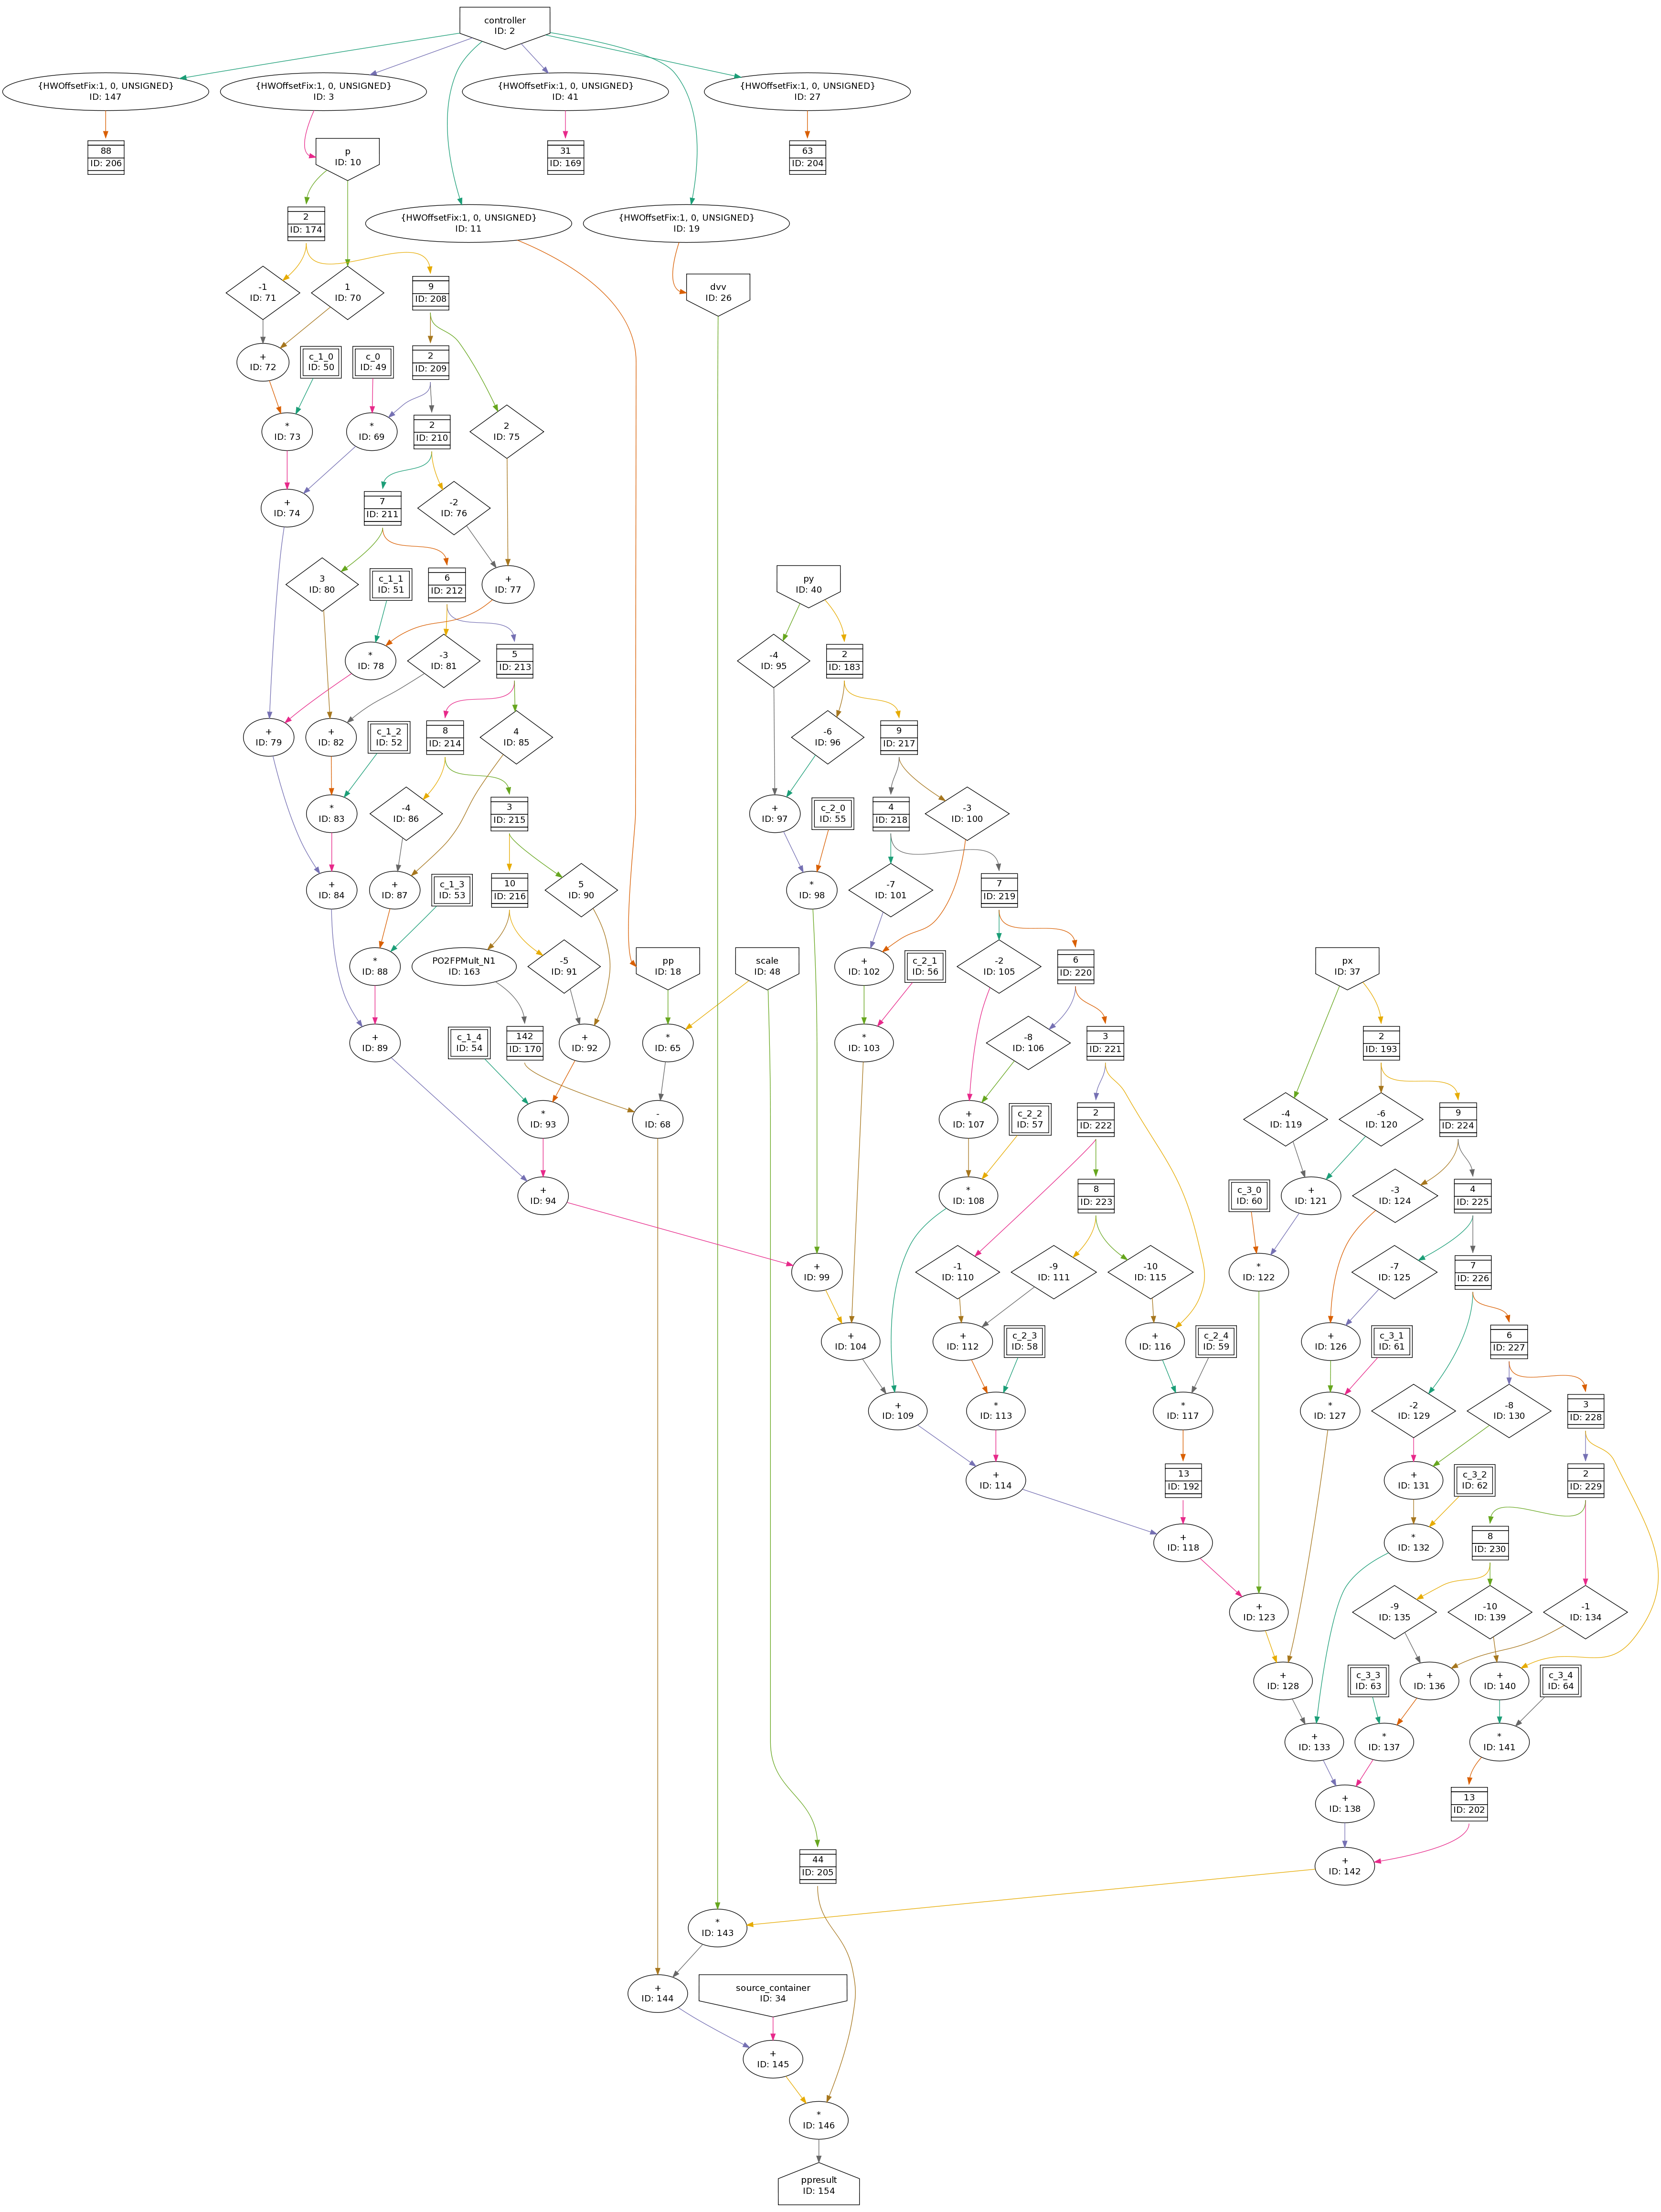 controller
ID: 2
{HWOffsetFix:1, 0, UNSIGNED}
ID: 147
{HWOffsetFix:1, 0, UNSIGNED}
ID: 3
{HWOffsetFix:1, 0, UNSIGNED}
ID: 41
{HWOffsetFix:1, 0, UNSIGNED}
ID: 27
88
ID: 206
p
ID: 10
31
ID: 169
63
ID: 204
2
ID: 174
{HWOffsetFix:1, 0, UNSIGNED}
ID: 11
{HWOffsetFix:1, 0, UNSIGNED}
ID: 19
-1
ID: 71
1
ID: 70
9
ID: 208
dvv
ID: 26
+
ID: 72
c_1_0
ID: 50
c_0
ID: 49
2
ID: 209
*
ID: 73
*
ID: 69
2
ID: 210
2
ID: 75
+
ID: 74
7
ID: 211
-2
ID: 76
3
ID: 80
c_1_1
ID: 51
6
ID: 212
+
ID: 77
py
ID: 40
*
ID: 78
-3
ID: 81
5
ID: 213
-4
ID: 95
2
ID: 183
+
ID: 79
+
ID: 82
c_1_2
ID: 52
8
ID: 214
4
ID: 85
-6
ID: 96
9
ID: 217
*
ID: 83
-4
ID: 86
3
ID: 215
+
ID: 97
c_2_0
ID: 55
4
ID: 218
-3
ID: 100
+
ID: 84
+
ID: 87
c_1_3
ID: 53
10
ID: 216
5
ID: 90
*
ID: 98
-7
ID: 101
7
ID: 219
*
ID: 88
PO2FPMult_N1
ID: 163
-5
ID: 91
pp
ID: 18
scale
ID: 48
+
ID: 102
c_2_1
ID: 56
-2
ID: 105
6
ID: 220
px
ID: 37
+
ID: 89
c_1_4
ID: 54
142
ID: 170
+
ID: 92
*
ID: 65
*
ID: 103
-8
ID: 106
3
ID: 221
2
ID: 193
*
ID: 93
-
ID: 68
+
ID: 107
c_2_2
ID: 57
2
ID: 222
-4
ID: 119
-6
ID: 120
9
ID: 224
+
ID: 94
*
ID: 108
8
ID: 223
c_3_0
ID: 60
+
ID: 121
-3
ID: 124
4
ID: 225
+
ID: 99
-1
ID: 110
-9
ID: 111
-10
ID: 115
*
ID: 122
-7
ID: 125
7
ID: 226
+
ID: 104
+
ID: 112
c_2_3
ID: 58
+
ID: 116
c_2_4
ID: 59
+
ID: 126
c_3_1
ID: 61
6
ID: 227
+
ID: 109
*
ID: 113
*
ID: 117
*
ID: 127
-2
ID: 129
-8
ID: 130
3
ID: 228
+
ID: 114
13
ID: 192
+
ID: 131
c_3_2
ID: 62
2
ID: 229
+
ID: 118
*
ID: 132
8
ID: 230
+
ID: 123
-9
ID: 135
-10
ID: 139
-1
ID: 134
+
ID: 128
c_3_3
ID: 63
+
ID: 136
+
ID: 140
c_3_4
ID: 64
+
ID: 133
*
ID: 137
*
ID: 141
+
ID: 138
13
ID: 202
44
ID: 205
+
ID: 142
*
ID: 143
+
ID: 144
source_container
ID: 34
+
ID: 145
*
ID: 146
ppresult
ID: 154